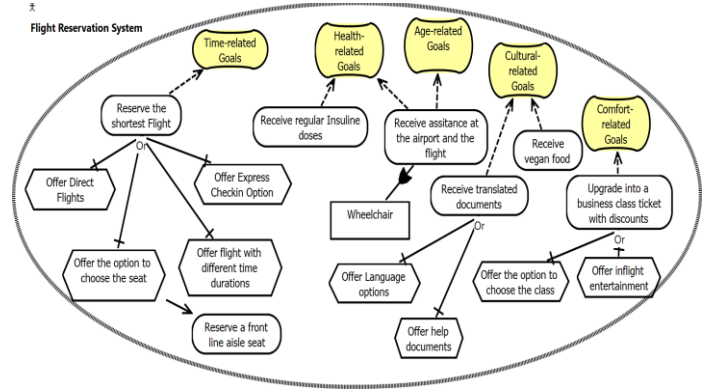 Flight Reservation System
Time-related
Goals
Health-
related
Goals
Age-related
Goals
Cultural-
related
Goals
Comfort-
related
Goals
Reserve the
shortest Flight
Or
Receive regular Insuline
doses
Receive assitance at
the airport and the
flight
Receive
vegan food
Offer Direct
Flights
Offer Express
Checkin Option
Wheelchair
Receive translated
documents
Or
Upgrade into a
business class ticket
with discounts
Or
Offer the option to
choose the seat
Offer flight with
different time
durations
Offer Language
options
Offer the option to
choose the class
Offer inflight
entertainment
Reserve a front
line aisle seat
Offer help
documents